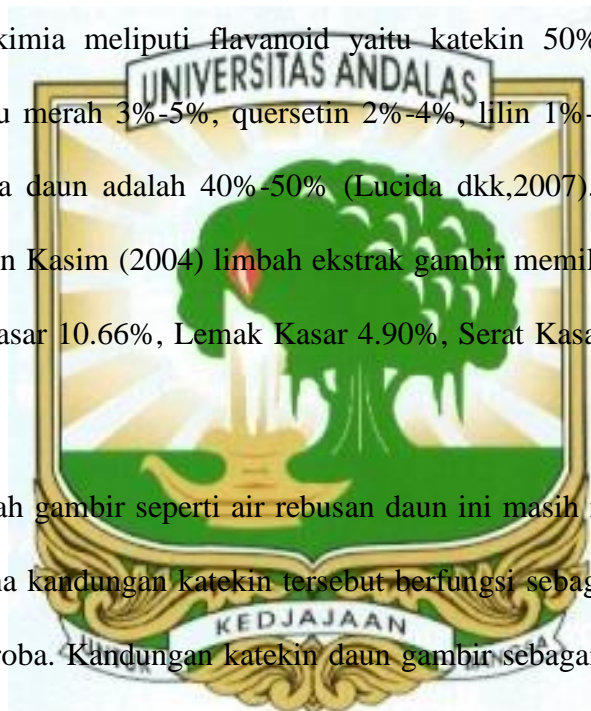 kimia meliputi flavanoid yaitu katekin 50%
UNIVERSITAS ANDALAS
u merah 3%-5%, quersetin 2%-4%, lilin 1%-
a daun adalah 40%-50% (Lucida dkk,2007).
n Kasim (2004) limbah ekstrak gambir memil
asar 10.66%, Lemak Kasar 4.90%, Serat Kasa
ah gambir seperti air rebusan daun ini masih
na kandungan katekin tersebut berfungsi sebag
KEDJAJAAN
roba. Kandungan katekin daun gambir sebagai